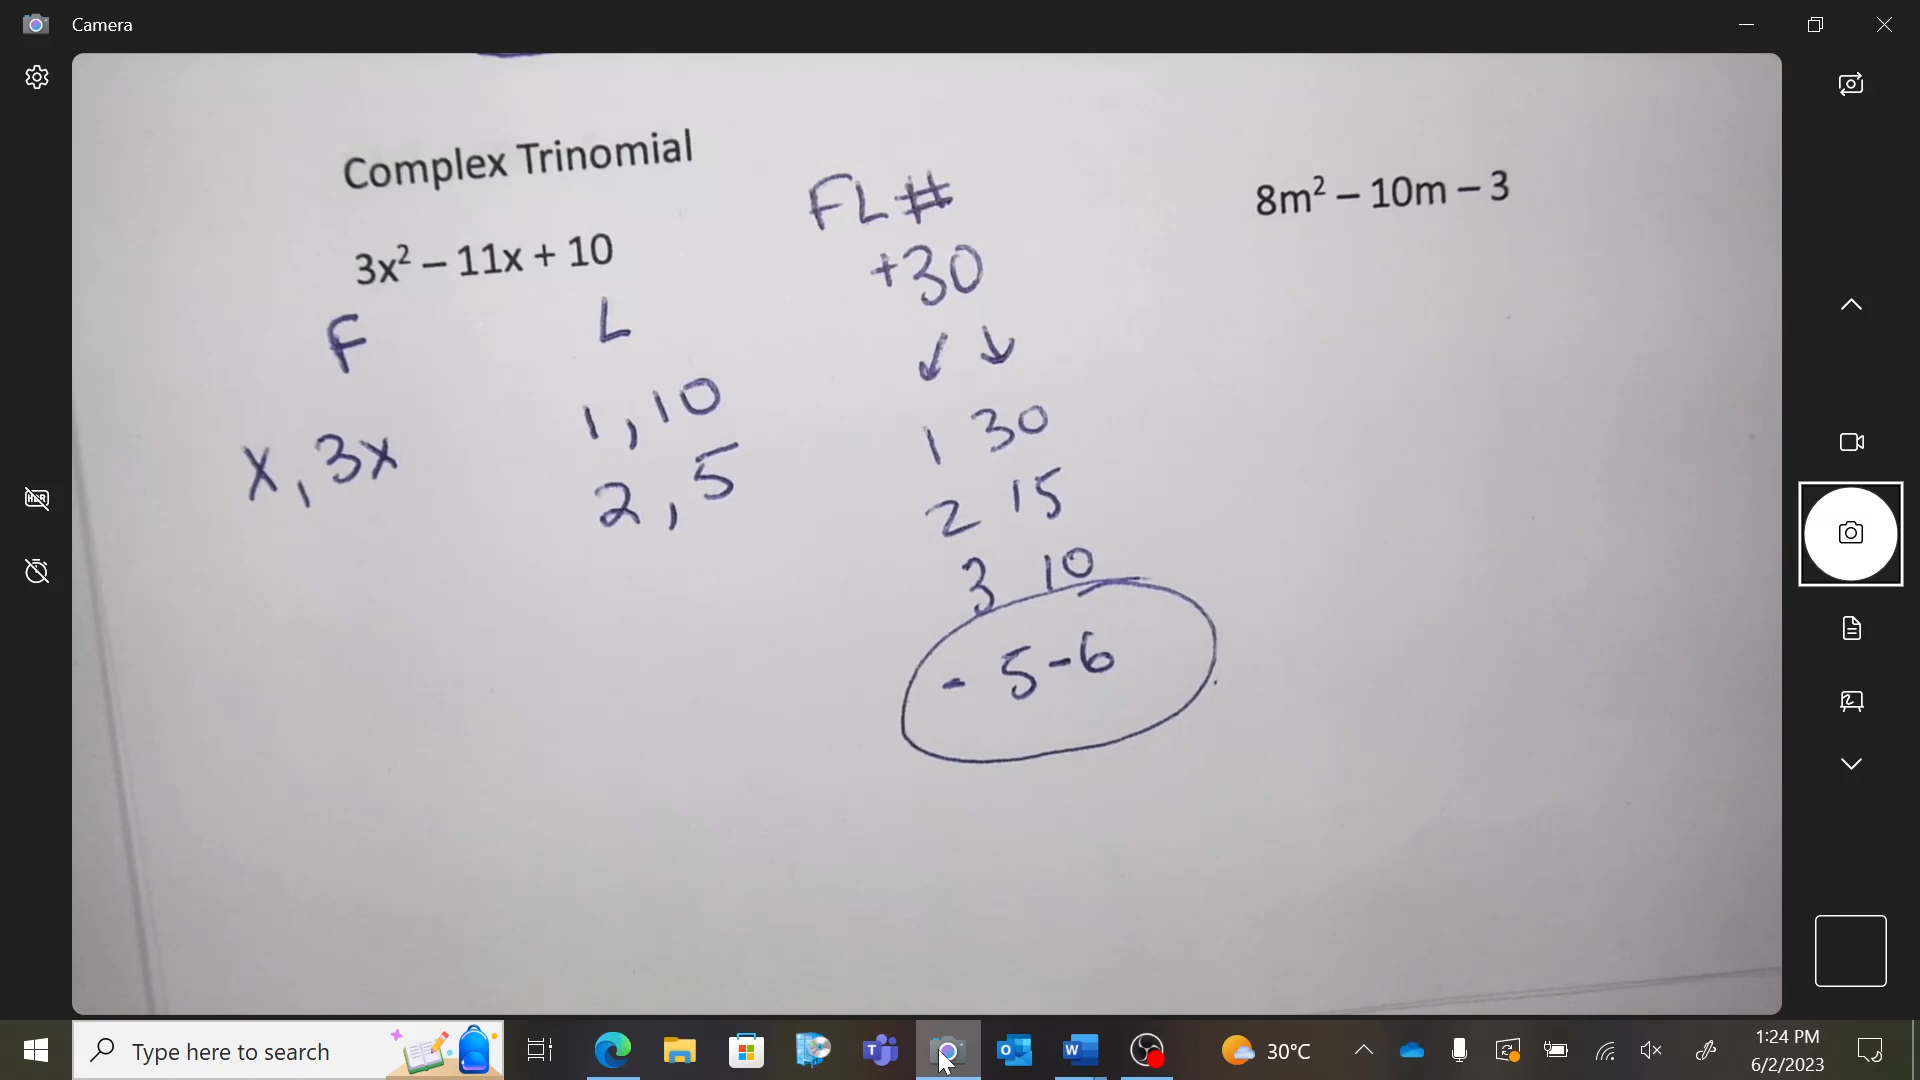 Camera
Complex Trinomial
3x² – 11x + 10
F L
x, 3x
1, 10
2, 5
FL#
+30
↙ ↓
1 30
2 15
3 10
- 5 -6
8m² – 10m – 3
Type here to search
30°C
1:24 PM
6/2/2023